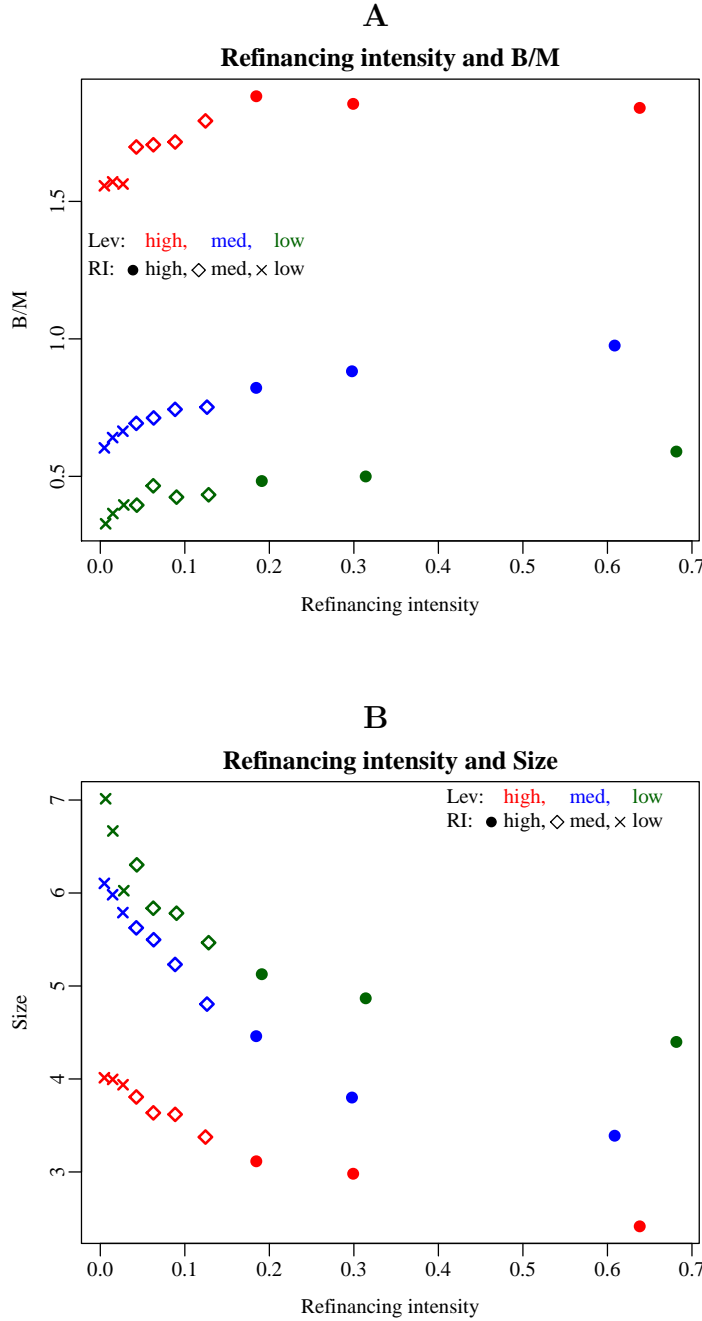 A
Refinancing intensity and B/M
B/M
1.5
1.0
0.5
Lev: high, med, low
RI: ● high, ◇ med, × low
0.0 0.1 0.2 0.3 0.4 0.5 0.6 0.7
Refinancing intensity
B
Refinancing intensity and Size
Size
7
6
5
4
3
Lev: high, med, low
RI: ● high, ◇ med, × low
0.0 0.1 0.2 0.3 0.4 0.5 0.6 0.7
Refinancing intensity